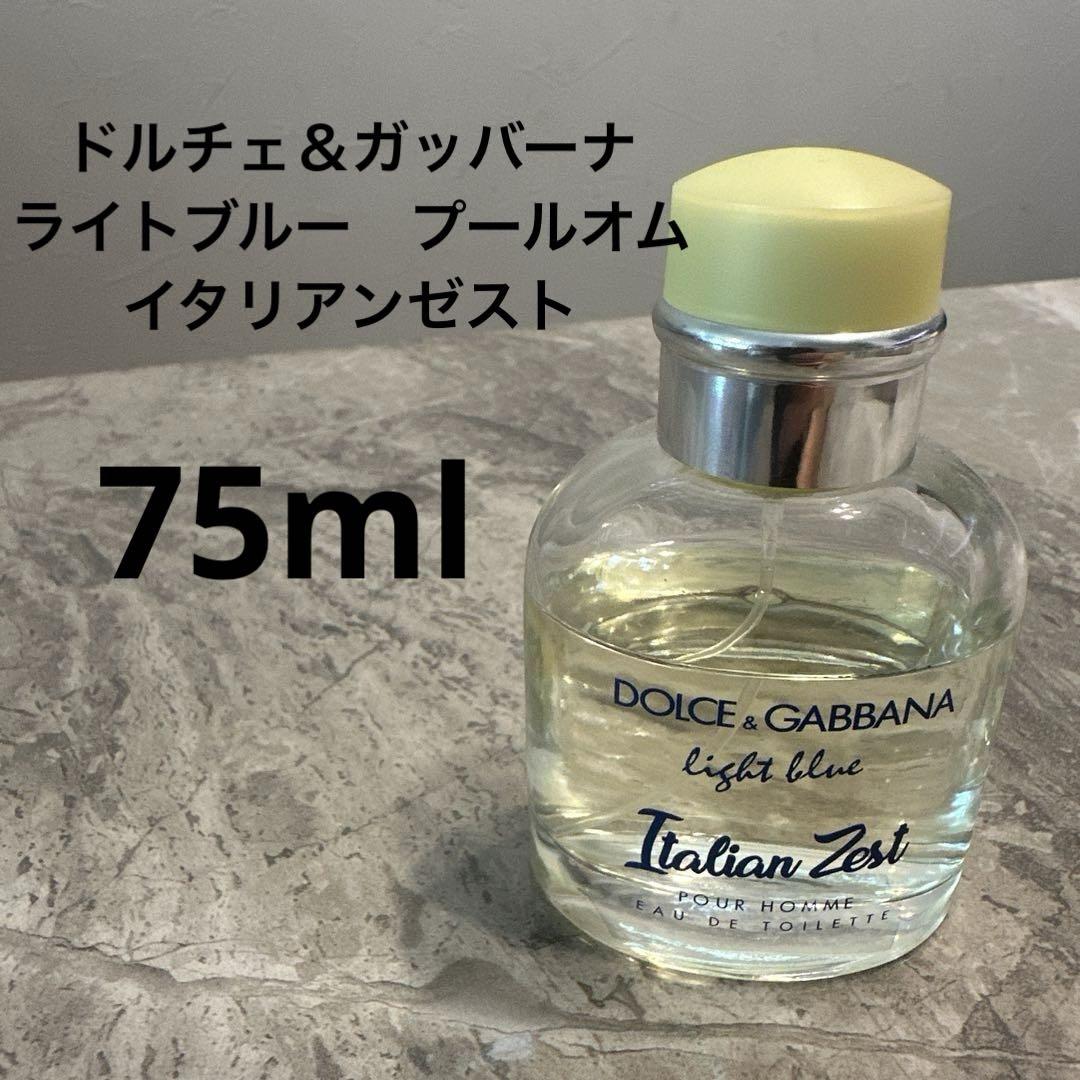 ドルチェ＆ガッバーナ
ライトブルー　プールオム
イタリアンゼスト
75ml
DOLCE & GABBANA
light blue
Italian Zest
POUR HOMME
EAU DE TOILETTE